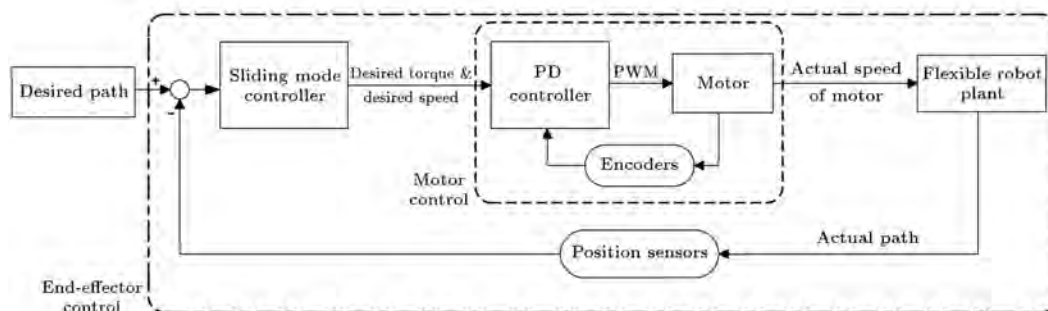 Desired path
+
-
Sliding mode
controller
Desired torque &
desired speed
PD
controller
PWM
Motor
Actual speed
of motor
Flexible robot
plant
Encoders
Motor
control
Position sensors
Actual path
End-effector
control